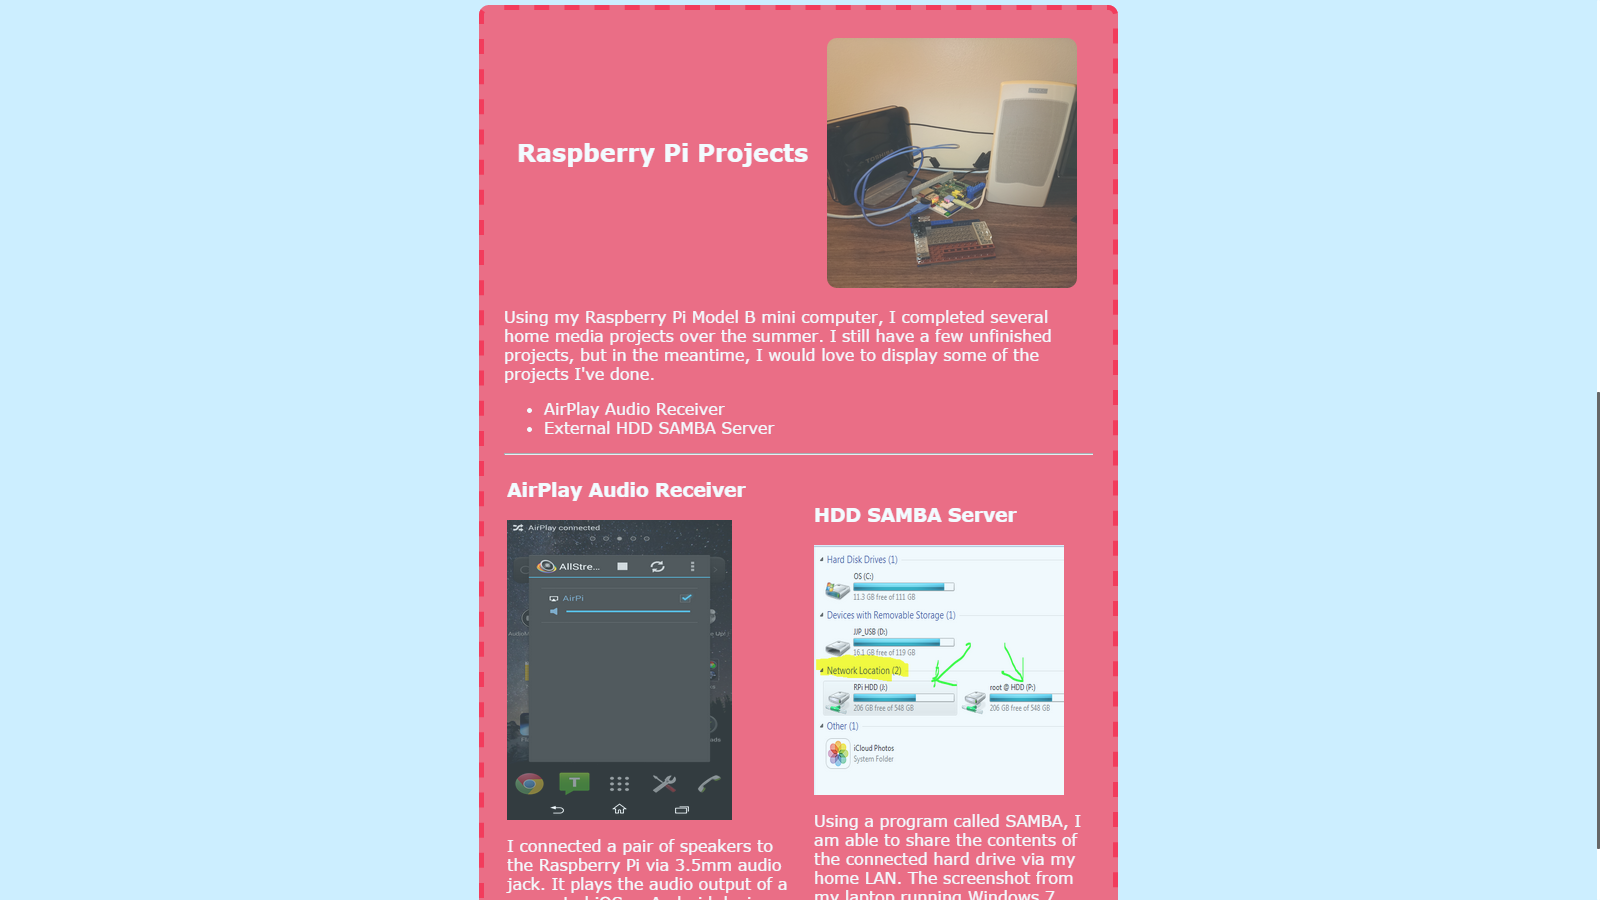 Raspberry Pi Projects
Using my Raspberry Pi Model B mini computer, I completed several
home media projects over the summer. I still have a few unfinished
projects, but in the meantime, I would love to display some of the
projects I've done.
AirPlay Audio Receiver
External HDD SAMBA Server
AirPlay Audio Receiver
AirPlay connected
AllStre...
AirPi
T
I connected a pair of speakers to
the Raspberry Pi via 3.5mm audio
jack. It plays the audio output of a
HDD SAMBA Server
Hard Disk Drives (1)
OS (C:)
11.3 GB free of 111 GB
Devices with Removable Storage (1)
JJP_USB (D:)
16.1 GB free of 119 GB
Network Location (2)
RPi HDD (J:)
206 GB free of 548 GB
root @ HDD (P:)
206 GB free of 548 GB
Other (1)
iCloud Photos
System Folder
Using a program called SAMBA, I
am able to share the contents of
the connected hard drive via my
home LAN. The screenshot from
my laptop running Windows 7